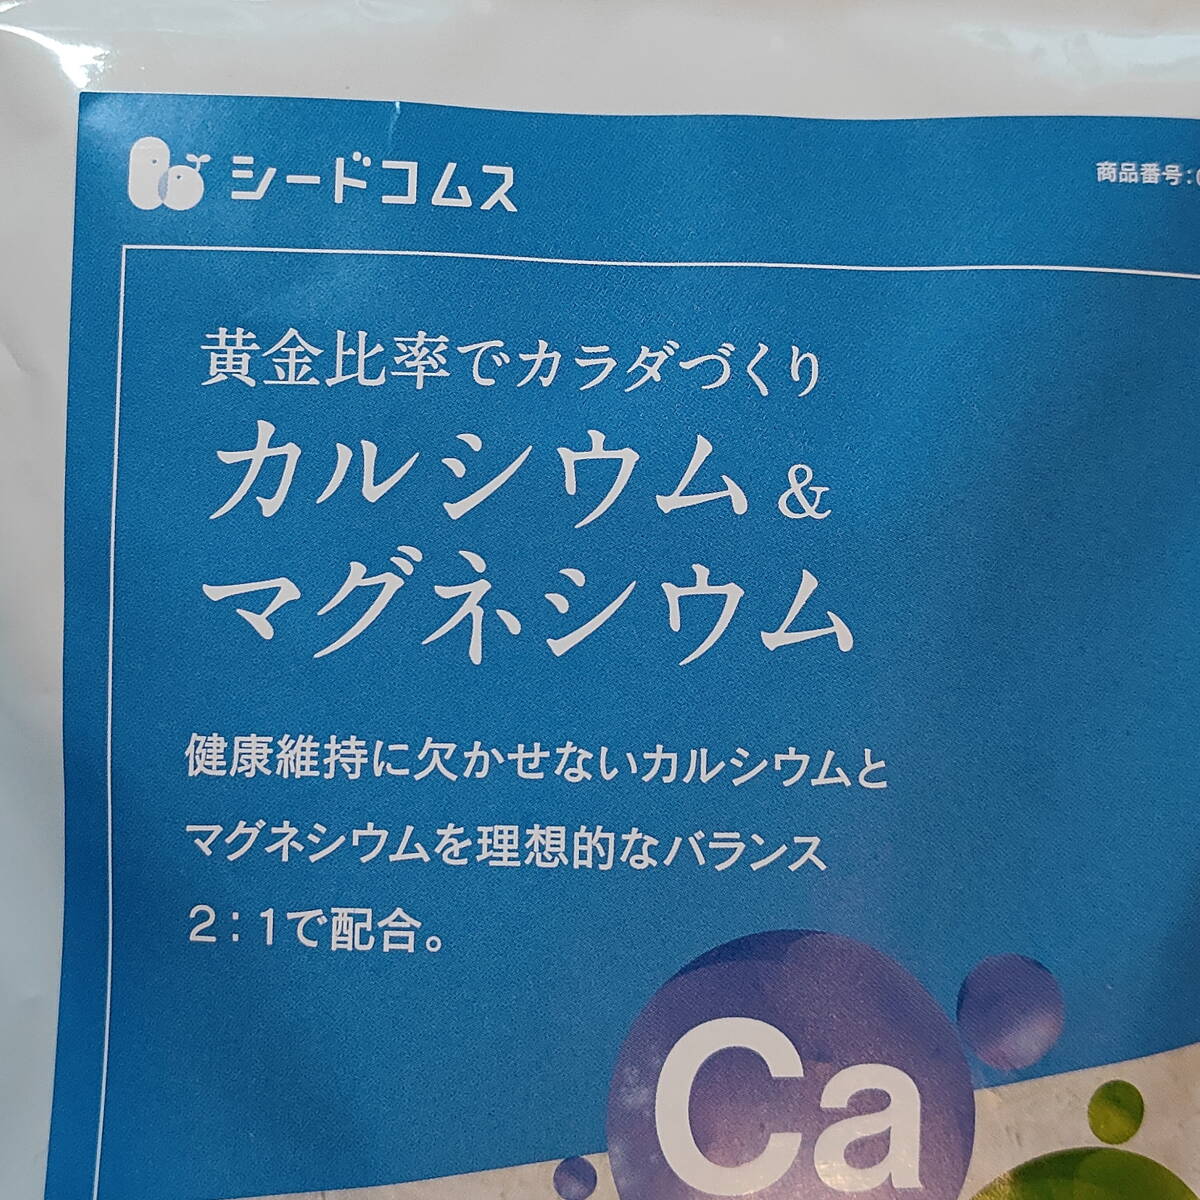 シードコムス
商品番号:
黄金比率でカラダづくり
カルシウム &
マグネシウム
健康維持に欠かせないカルシウムと
マグネシウムを理想的なバランス
2:1で配合。
Ca